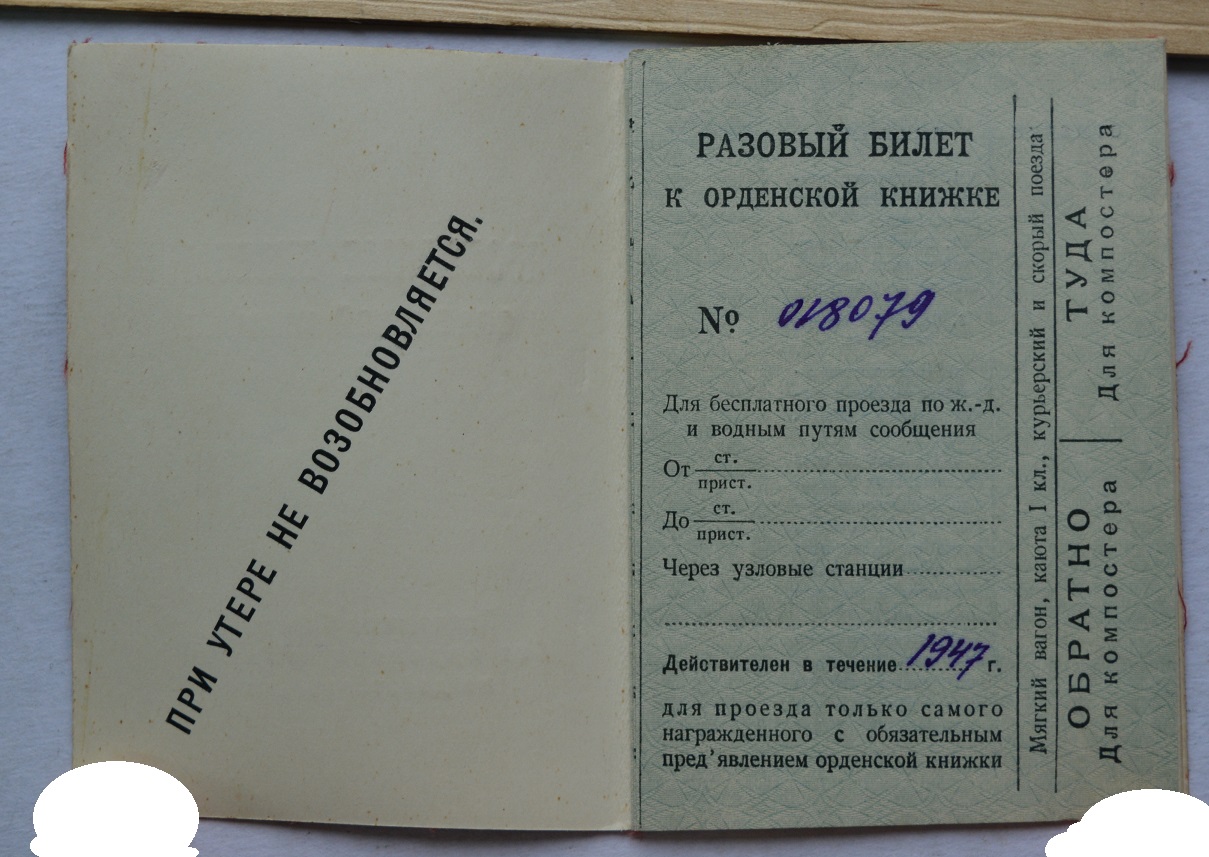 ПРИ УТЕРЕ НЕ ВОЗОБНОВЛЯЕТСЯ.
РАЗОВЫЙ БИЛЕТ
К ОРДЕНСКОЙ КНИЖКЕ
№ 018079
Для бесплатного проезда по ж.-д.
и водным путям сообщения
От ст.
прист.
До ст.
прист.
Через узловые станции
Действителен в течение 1947 г.
для проезда только самого
награжденного с обязательным
пред'явлением орденской книжки
Мягкий вагон, каюта I кл., курьерский и скорый поезда
ОБРАТНО
Для компостера
ТУДА
Для компостера